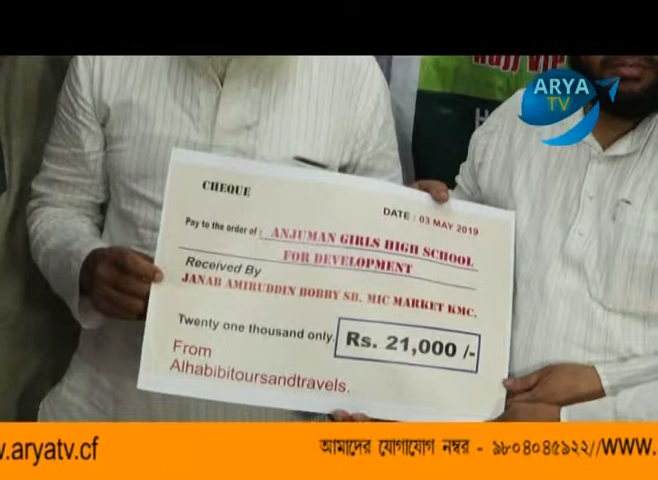 Hajj VIP
ARYA
TV
CHEQUE
DATE : 03 MAY 2019
Pay to the order of : ANJUMAN GIRLS HIGH SCHOOL
FOR DEVELOPMENT
Received By
JANAB AMIRUDDIN BOBBY SB. MIC MARKET KMC.
Twenty one thousand only. Rs. 21,000 /-
From
Alhabibitoursandtravels.
w.aryatv.cf আমাদের যোগাযোগ নম্বর - ৯৮০৪০৪৫৯২২//www.